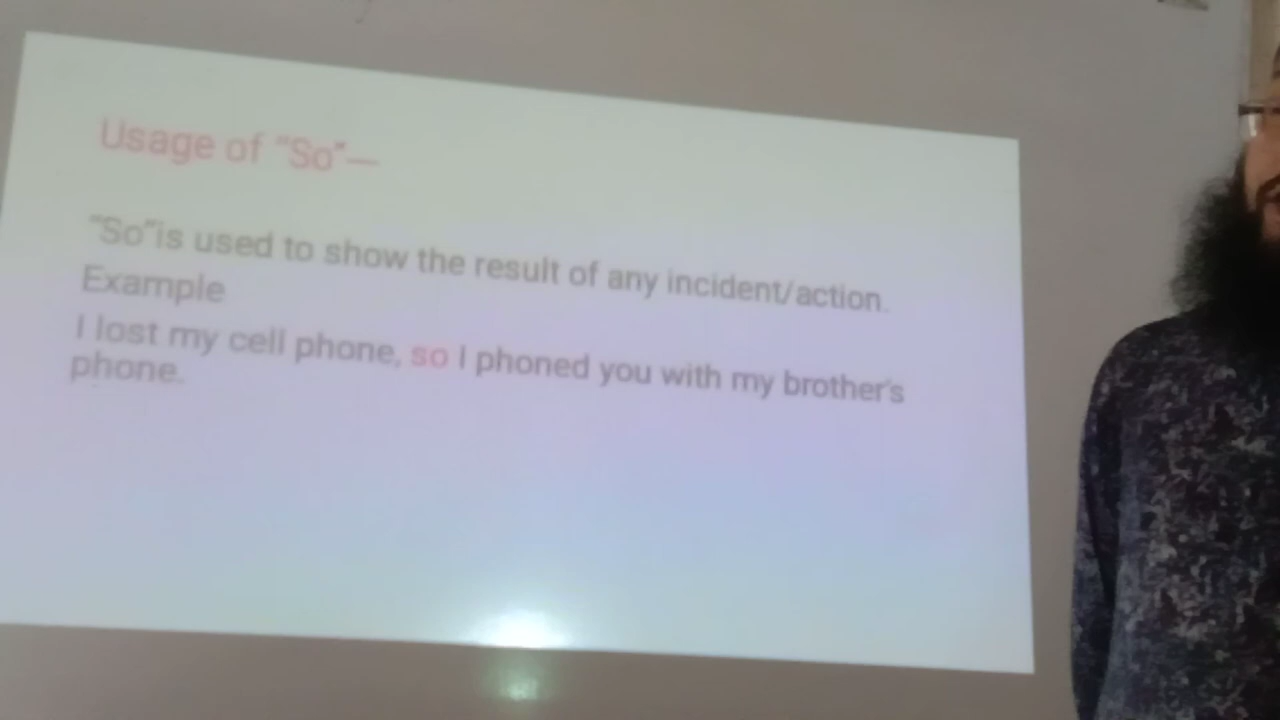 Usage of “So”—
“So”is used to show the result of any incident/action.
Example
I lost my cell phone, so I phoned you with my brother's
phone.